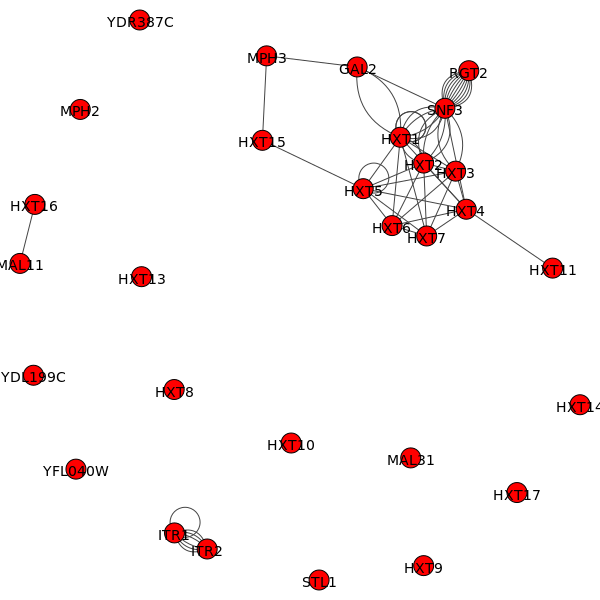 YDR387C
MPH3
GAL2
RGT2
MPH2
SNF3
HXT1
HXT15
HXT2
HXT3
HXT5
HXT16
HXT4
HXT6
HXT7
MAL11
HXT11
HXT13
YDL199C
HXT8
HXT14
HXT10
MAL31
YFL040W
HXT17
ITR1
ITR2
HXT9
STL1